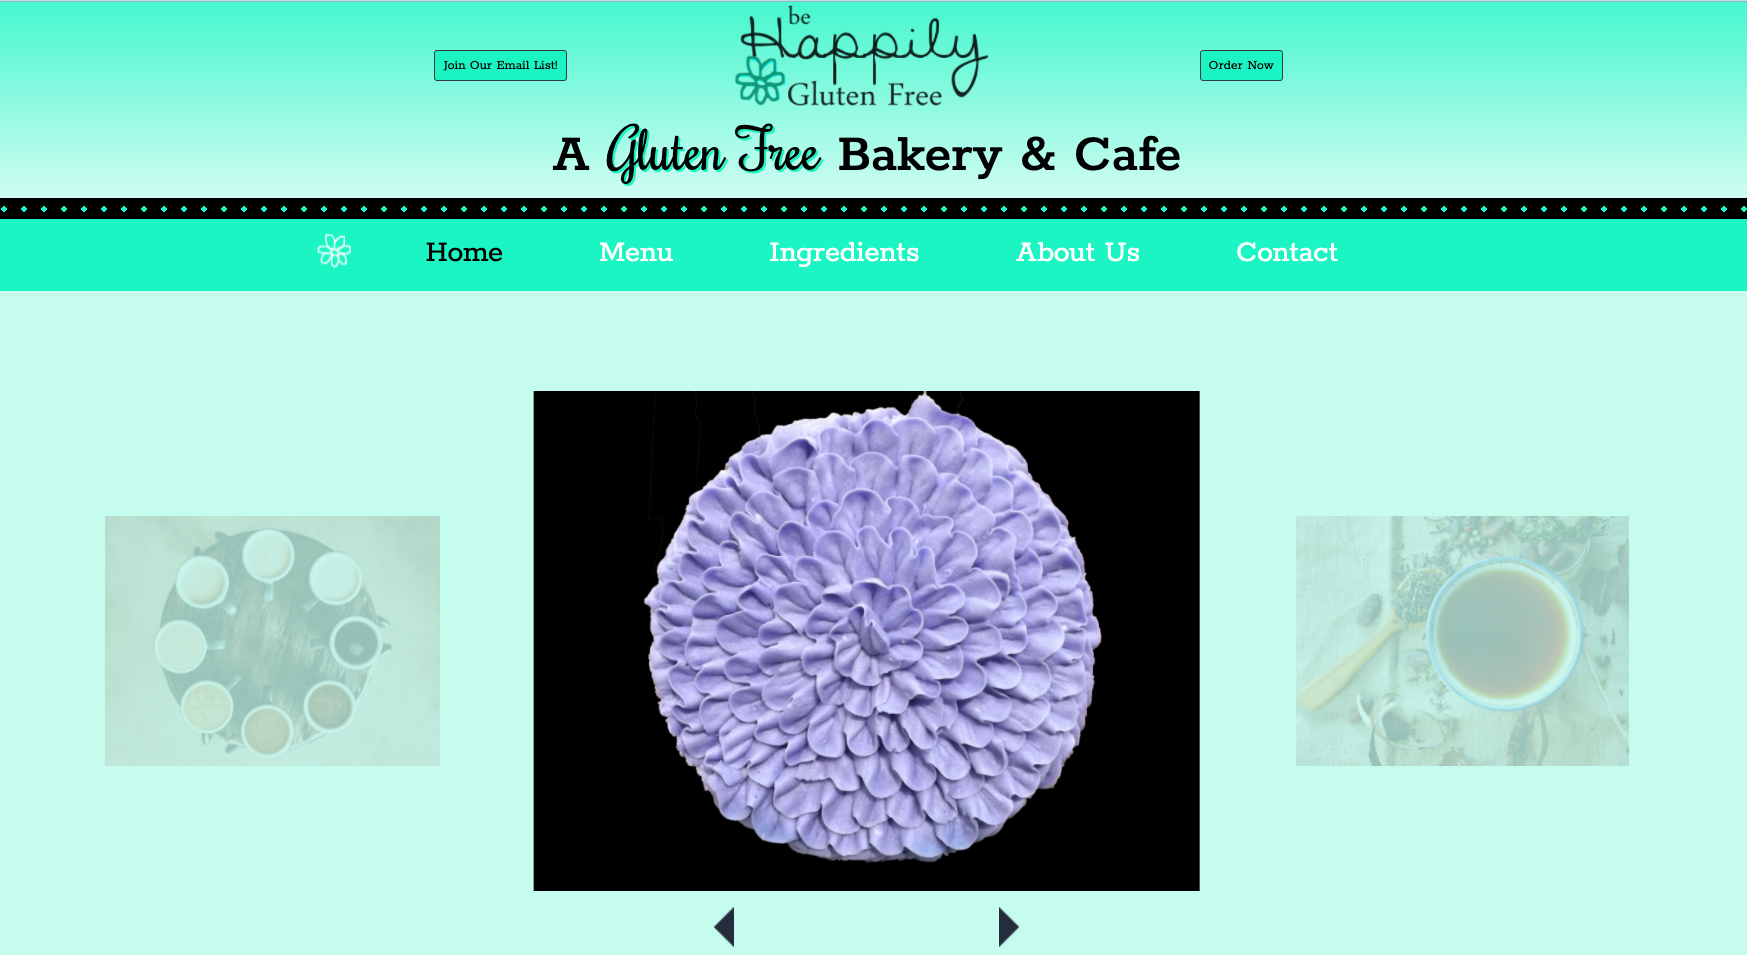 be
Happily
Gluten Free
Join Our Email List!
Order Now
A Gluten Free Bakery & Cafe
Home Menu Ingredients About Us Contact